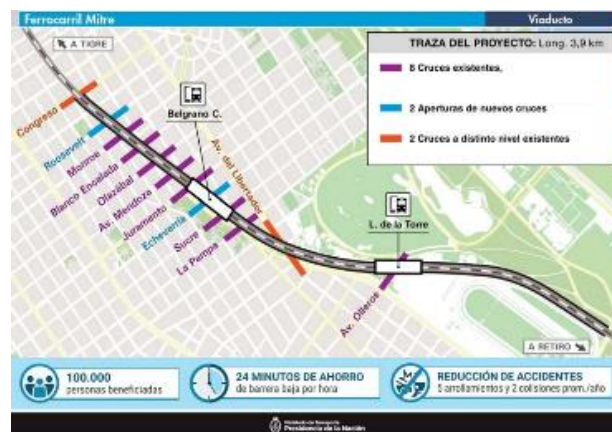 Ferrocarril Mitre
Viaducto
A TIGRE
TRAZA DEL PROYECTO: Long. 3,9 km
8 Cruces existentes,
2 Aperturas de nuevos cruces
2 Cruces a distinto nivel existentes
Belgrano C.
Congreso
Roosevelt
Monroe
Blanco Encalada
Olazábal
Av. Mendoza
Juramento
Echeverría
Sucre
La Pampa
Av. del Libertador
L. de la Torre
Av. Olleros
A RETIRO
100.000
personas beneficiadas
24 MINUTOS DE AHORRO
de barrera baja por hora
REDUCCIÓN DE ACCIDENTES
5 arrollamientos y 2 colisiones prom./año
Ministerio de Transporte
Presidencia de la Nación